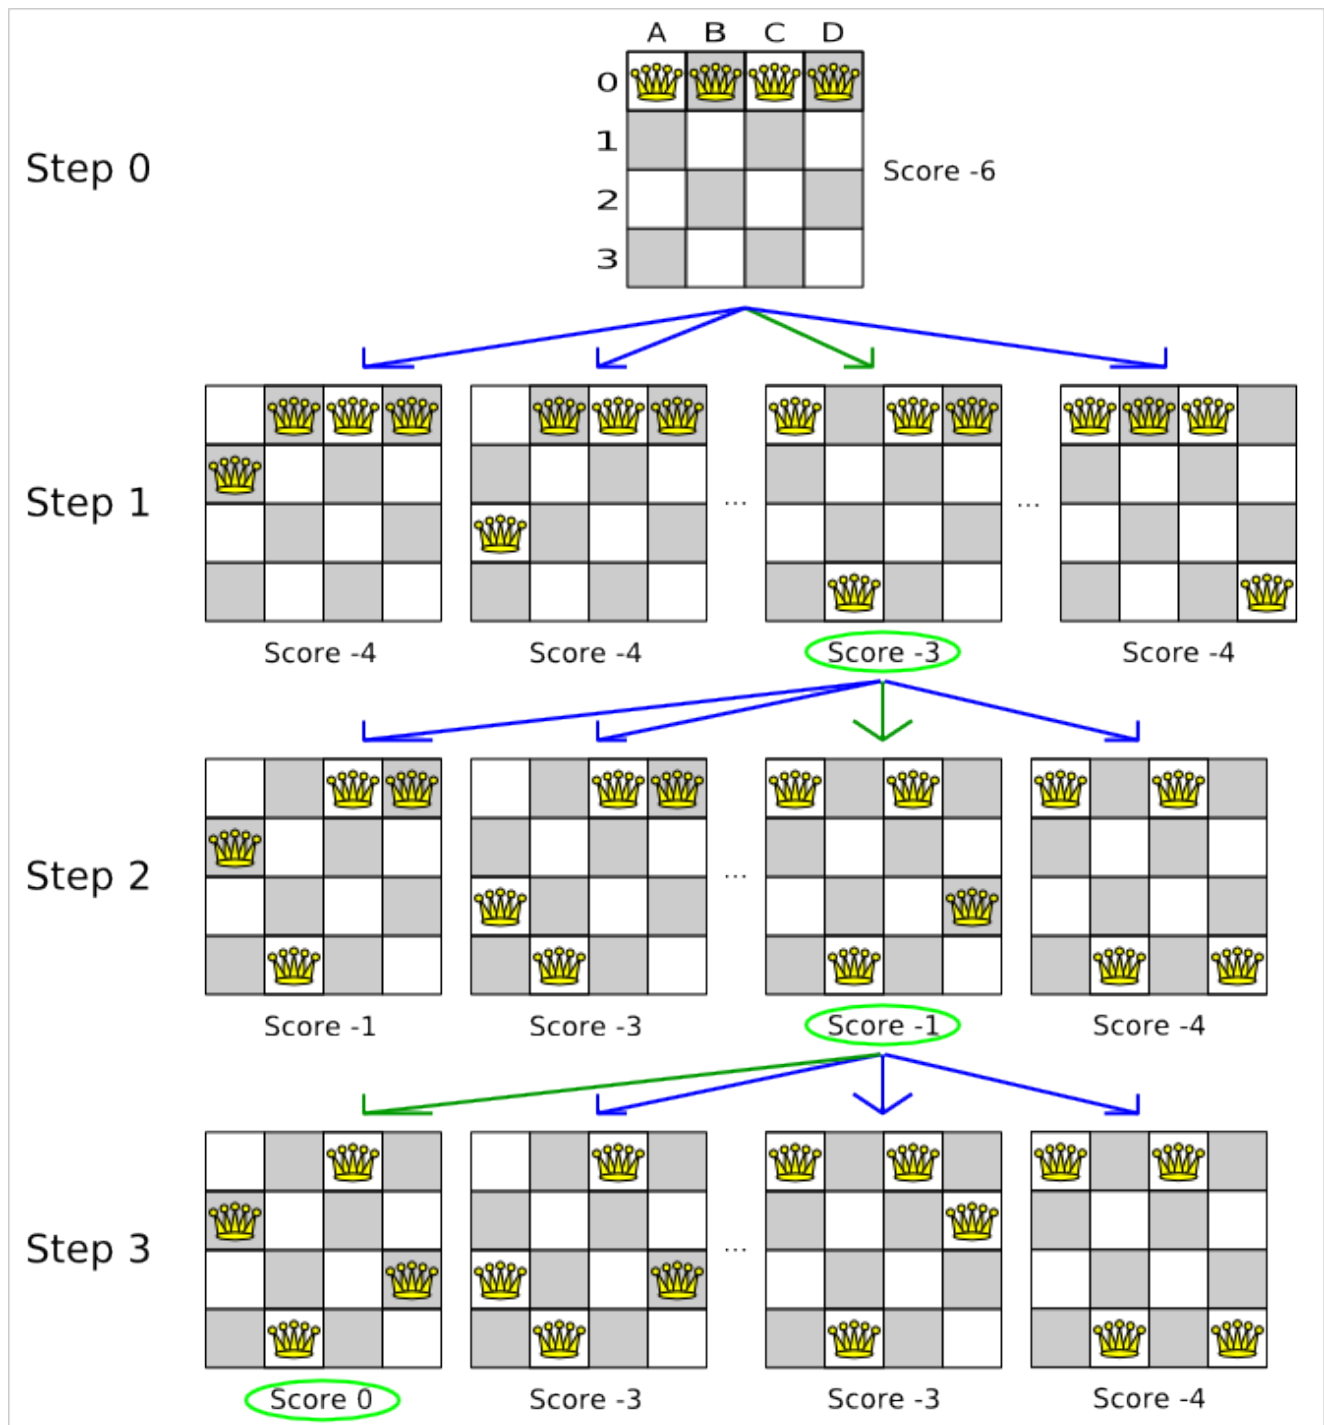 A B C D
0
1
2
3
Step 0
Score -6
Step 1
...
...
Score -4
Score -4
Score -3
Score -4
Step 2
...
Score -1
Score -3
Score -1
Score -4
Step 3
...
Score 0
Score -3
Score -3
Score -4